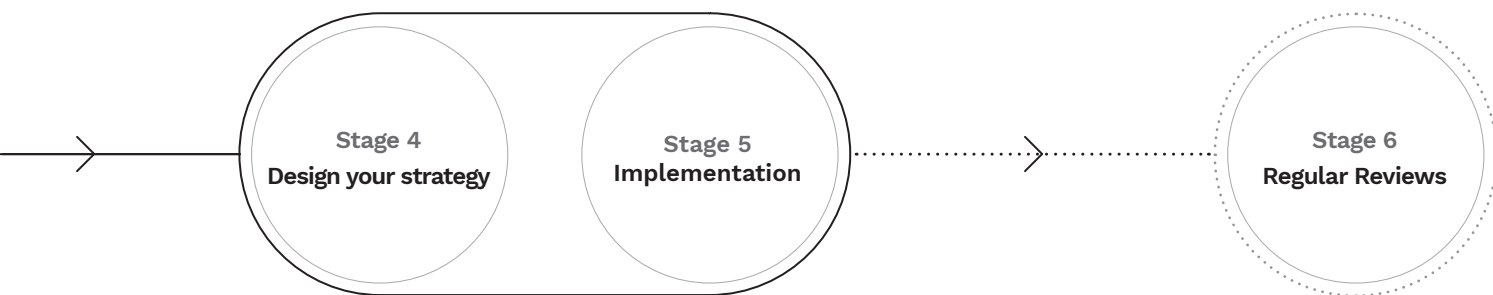 Stage 4
Design your strategy
Stage 5
Implementation
Stage 6
Regular Reviews